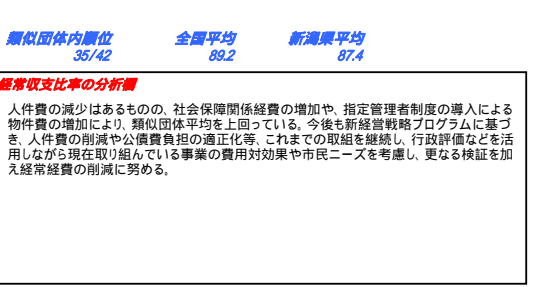 類似団体内順位 全国平均 新潟県平均
35/42 89.2 87.4
経常収支比率の分析欄
人件費の減少はあるものの、社会保障関係経費の増加や、指定管理者制度の導入による
物件費の増加により、類似団体平均を上回っている。今後も新経営戦略プログラムに基づ
き、人件費の削減や公債費負担の適正化等、これまでの取組を継続し、行政評価などを活
用しながら現在取り組んでいる事業の費用対効果や市民ニーズを考慮し、更なる検証を加
え経常経費の削減に努める。